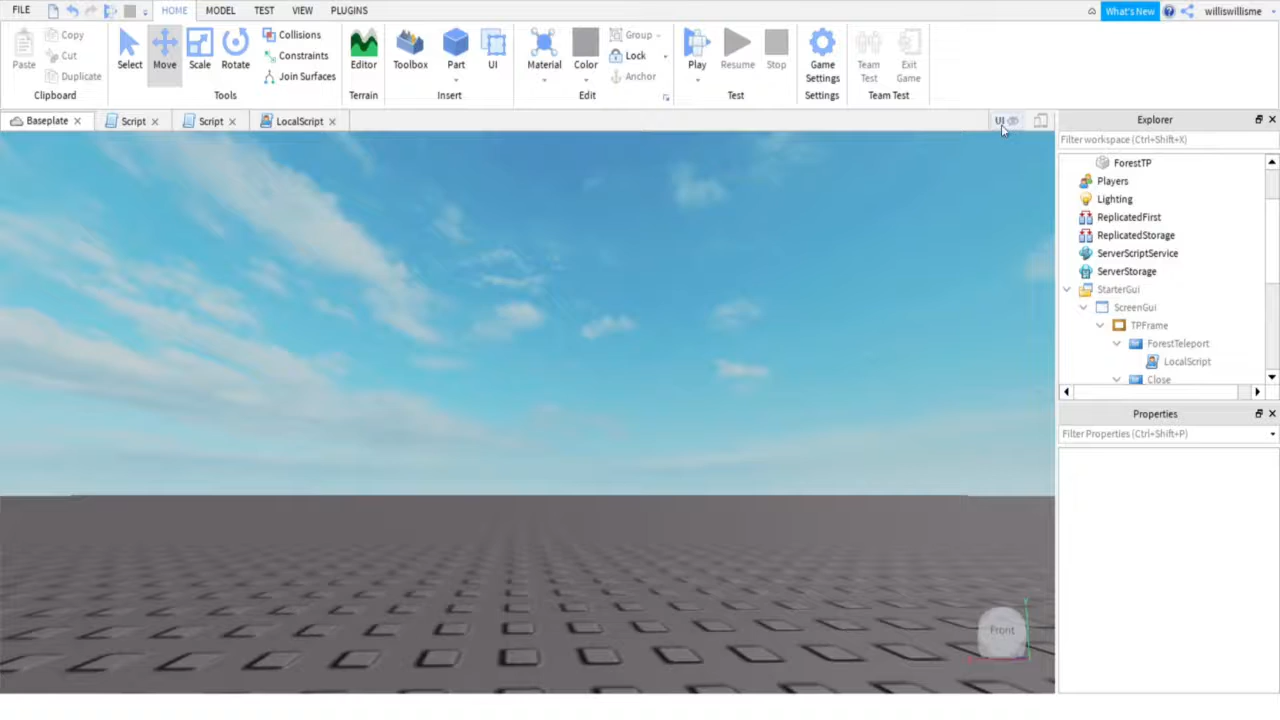 FILE HOME MODEL TEST VIEW PLUGINS What's New williswillisme
Paste Copy Cut Duplicate Clipboard
Select Move Scale Rotate Collisions Constraints Join Surfaces Tools
Editor Terrain
Toolbox Part UI Insert
Material Color Group Lock Anchor Edit
Play Resume Stop Test
Game Settings Settings
Team Test Exit Game Team Test
Baseplate Script Script LocalScript UI
Explorer
Filter workspace (Ctrl+Shift+X)
ForestTP
Players
Lighting
ReplicatedFirst
ReplicatedStorage
ServerScriptService
ServerStorage
StarterGui
ScreenGui
TPFrame
ForestTeleport
LocalScript
Close
Properties
Filter Properties (Ctrl+Shift+P)
Front